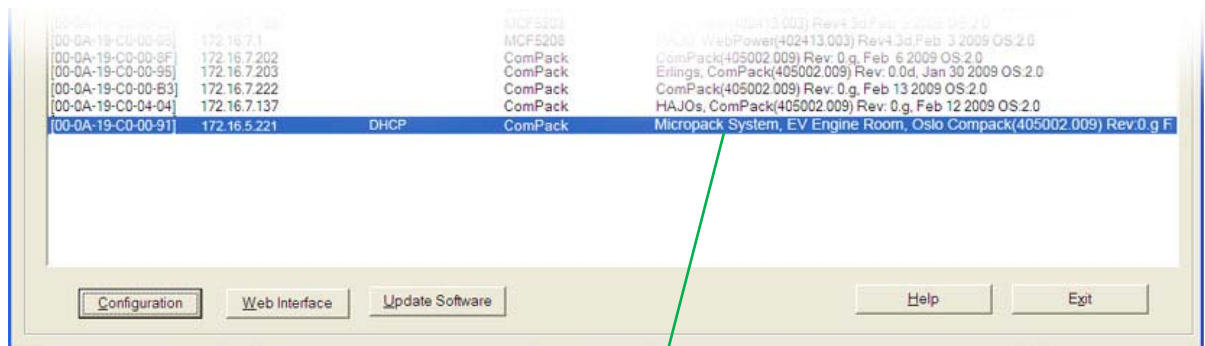 MCF5208
[00-0A-19-C0-00-0B] 172.16.7.1 MCF5208 WebPower(402413.003) Rev4.3d,Feb 3 2009 OS:2.0
[00-0A-19-C0-00-8F] 172.16.7.202 ComPack ComPack(405002.009) Rev: 0.g, Feb 6 2009 OS:2.0
[00-0A-19-C0-00-95] 172.16.7.203 ComPack Erlings, ComPack(405002.009) Rev: 0.0d, Jan 30 2009 OS:2.0
[00-0A-19-C0-00-B3] 172.16.7.222 ComPack ComPack(405002.009) Rev: 0.g, Feb 13 2009 OS:2.0
[00-0A-19-C0-04-04] 172.16.7.137 ComPack HAJOs, ComPack(405002.009) Rev: 0.g, Feb 12 2009 OS:2.0
[00-0A-19-C0-00-91] 172.16.5.221 DHCP ComPack Micropack System, EV Engine Room, Oslo Compack(405002.009) Rev:0.g F
Configuration Web Interface Update Software Help Exit